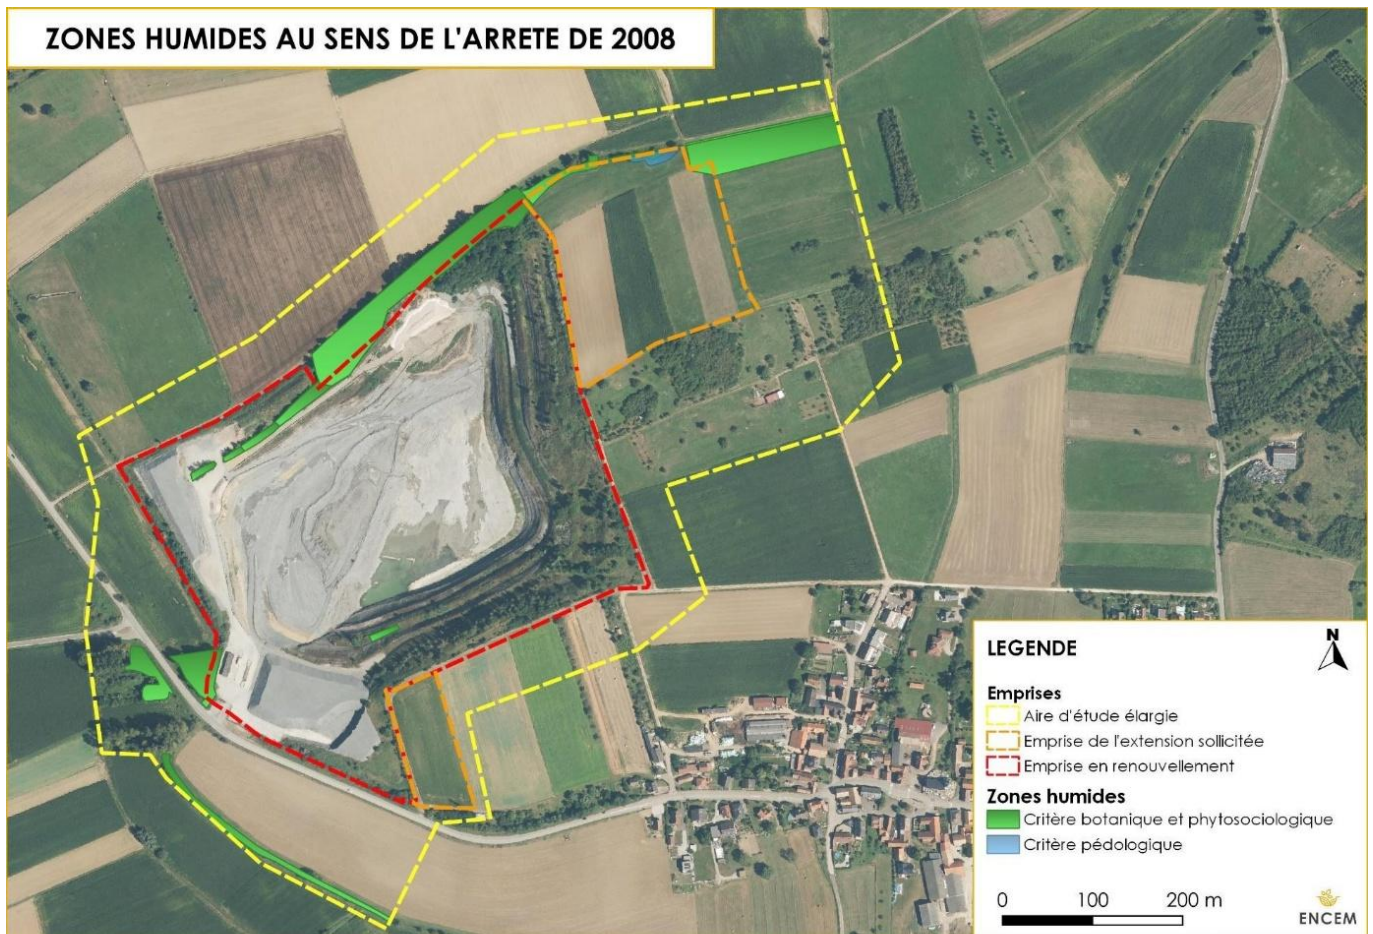 ZONES HUMIDES AU SENS DE L'ARRETE DE 2008
LEGENDE
N
Emprises
Aire d'étude élargie
Emprise de l'extension sollicitée
Emprise en renouvellement
Zones humides
Critère botanique et phytosociologique
Critère pédologique
0 100 200 m
ENCEM